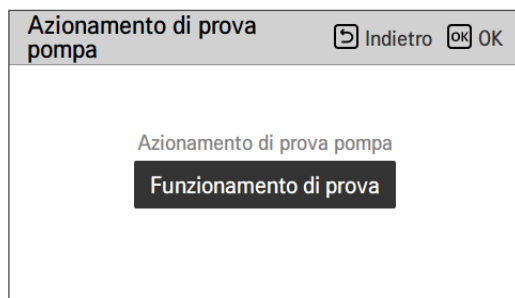 Azionamento di prova
pompa
Indietro OK OK
Azionamento di prova pompa
Funzionamento di prova